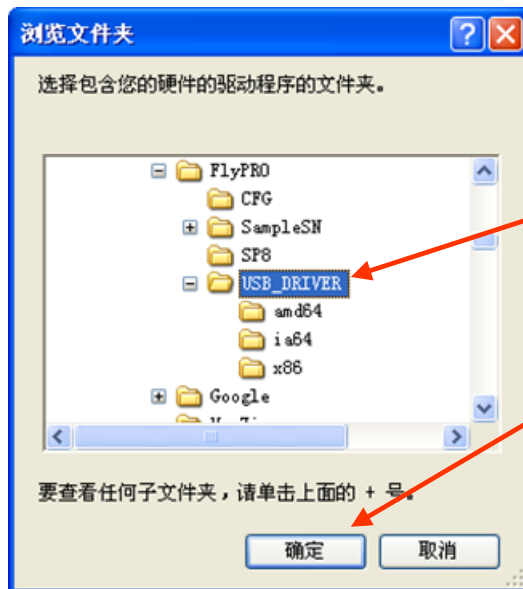 浏览文件夹
选择包含您的硬件的驱动程序的文件夹。
FlyPRO
CFG
SampleSN
SP8
USB_DRIVER
amd64
ia64
x86
Google
要查看任何子文件夹，请单击上面的 + 号。
确定
取消